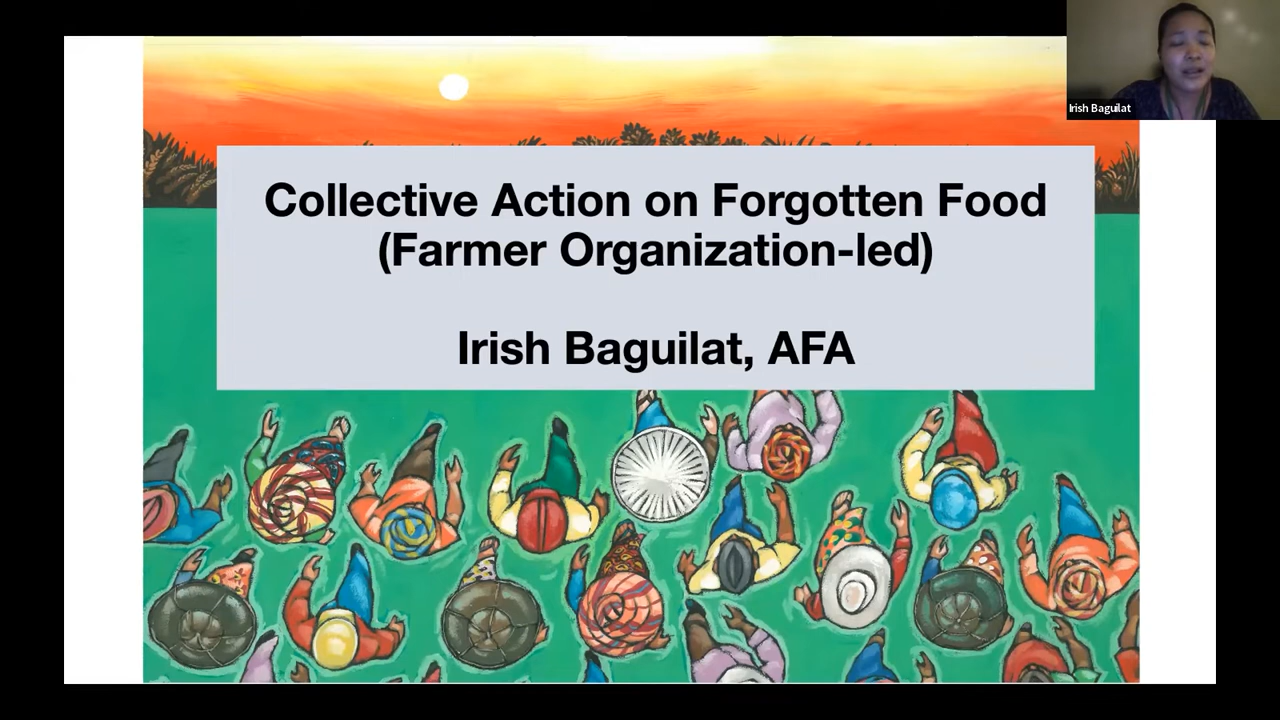 Irish Baguilat
Collective Action on Forgotten Food
(Farmer Organization-led)
Irish Baguilat, AFA